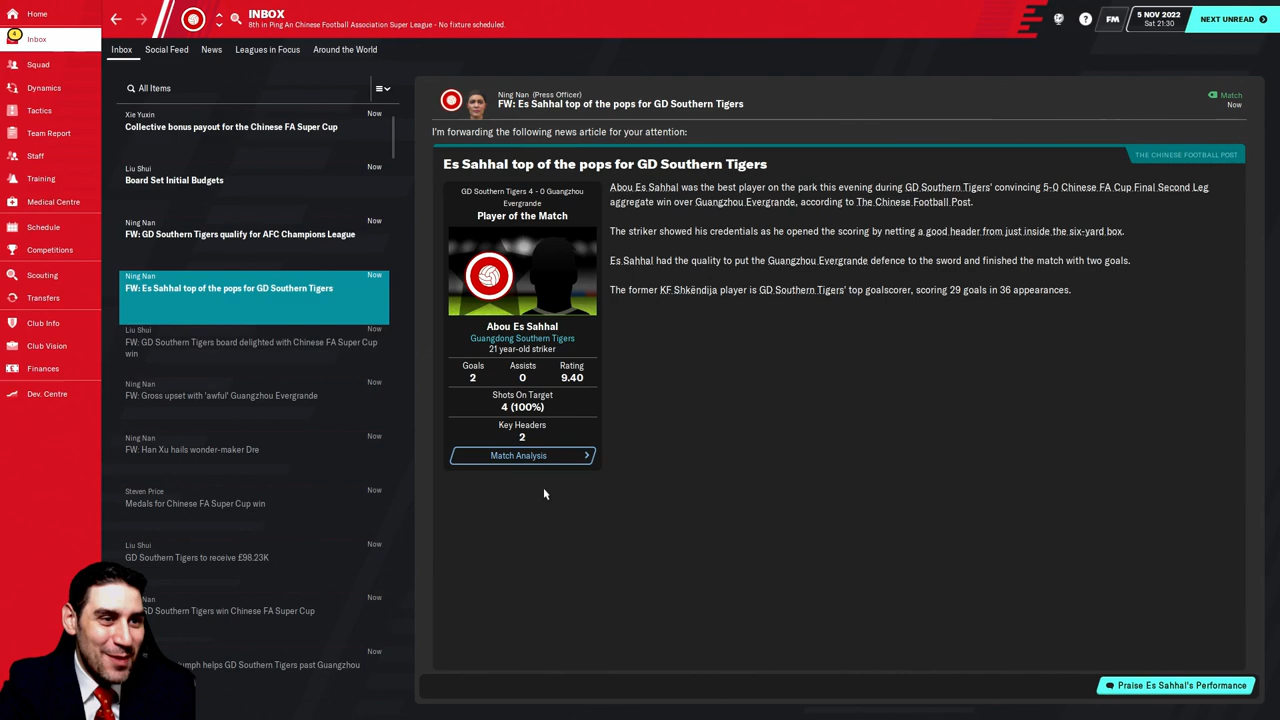 Home
INBOX
8th in Ping An Chinese Football Association Super League - No fixture scheduled.
FM
5 NOV 2022
Sat 21:30
NEXT UNREAD
4
Inbox
Squad
Dynamics
Tactics
Team Report
Staff
Training
Medical Centre
Schedule
Competitions
Scouting
Transfers
Club Info
Club Vision
Finances
Dev. Centre
Inbox Social Feed News Leagues in Focus Around the World
All Items
Xie Yuxin Now
Collective bonus payout for the Chinese FA Super Cup
Liu Shui Now
Board Set Initial Budgets
Ning Nan Now
FW: GD Southern Tigers qualify for AFC Champions League
Ning Nan Now
FW: Es Sahhal top of the pops for GD Southern Tigers
Liu Shui Now
FW: GD Southern Tigers board delighted with Chinese FA Super Cup
win
Ning Nan Now
FW: Gross upset with 'awful' Guangzhou Evergrande
Ning Nan Now
FW: Han Xu hails wonder-maker Dre
Steven Price Now
Medals for Chinese FA Super Cup win
Liu Shui Now
GD Southern Tigers to receive £98.23K
Now
GD Southern Tigers win Chinese FA Super Cup
Now
helps GD Southern Tigers past Guangzhou
Ning Nan (Press Officer)
FW: Es Sahhal top of the pops for GD Southern Tigers
Match
Now
I'm forwarding the following news article for your attention:
THE CHINESE FOOTBALL POST
Es Sahhal top of the pops for GD Southern Tigers
GD Southern Tigers 4 - 0 Guangzhou
Evergrande
Player of the Match
Abou Es Sahhal
Guangdong Southern Tigers
21 year-old striker
Goals Assists Rating
2 0 9.40
Shots On Target
4 (100%)
Key Headers
2
Match Analysis
Abou Es Sahhal was the best player on the park this evening during GD Southern Tigers' convincing 5-0 Chinese FA Cup Final Second Leg
aggregate win over Guangzhou Evergrande, according to The Chinese Football Post.
The striker showed his credentials as he opened the scoring by netting a good header from just inside the six-yard box.
Es Sahhal had the quality to put the Guangzhou Evergrande defence to the sword and finished the match with two goals.
The former KF Shkëndija player is GD Southern Tigers' top goalscorer, scoring 29 goals in 36 appearances.
Praise Es Sahhal's Performance